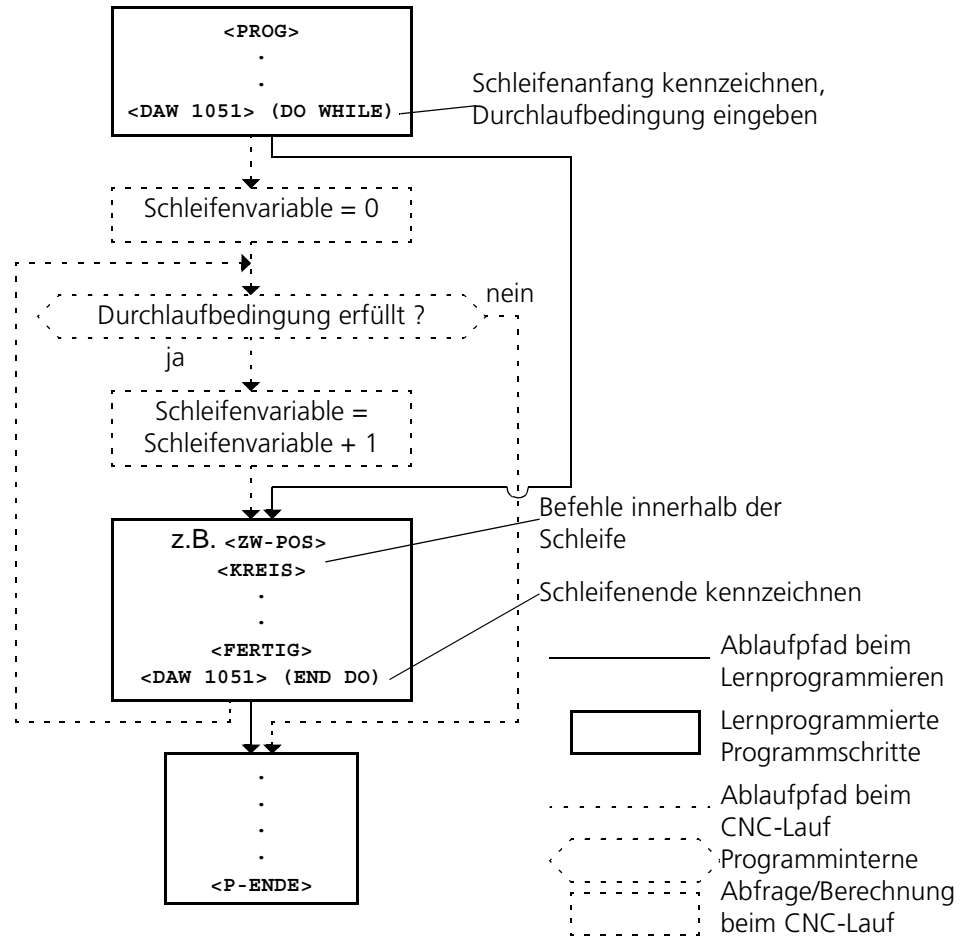 <PROG>
.
.
<DAW 1051> (DO WHILE)
Schleifenanfang kennzeichnen,
Durchlaufbedingung eingeben
Schleifenvariable = 0
nein
Durchlaufbedingung erfüllt ?
ja
Schleifenvariable =
Schleifenvariable + 1
Befehle innerhalb der
Schleife
z.B. <ZW-POS>
<KREIS>
.
.
<FERTIG>
<DAW 1051> (END DO)
Schleifenende kennzeichnen
Ablaufpfad beim
Lernprogrammieren
Lernprogrammierte
Programmschritte
Ablaufpfad beim
CNC-Lauf
Programminterne
Abfrage/Berechnung
beim CNC-Lauf
.
.
.
.
<P-ENDE>